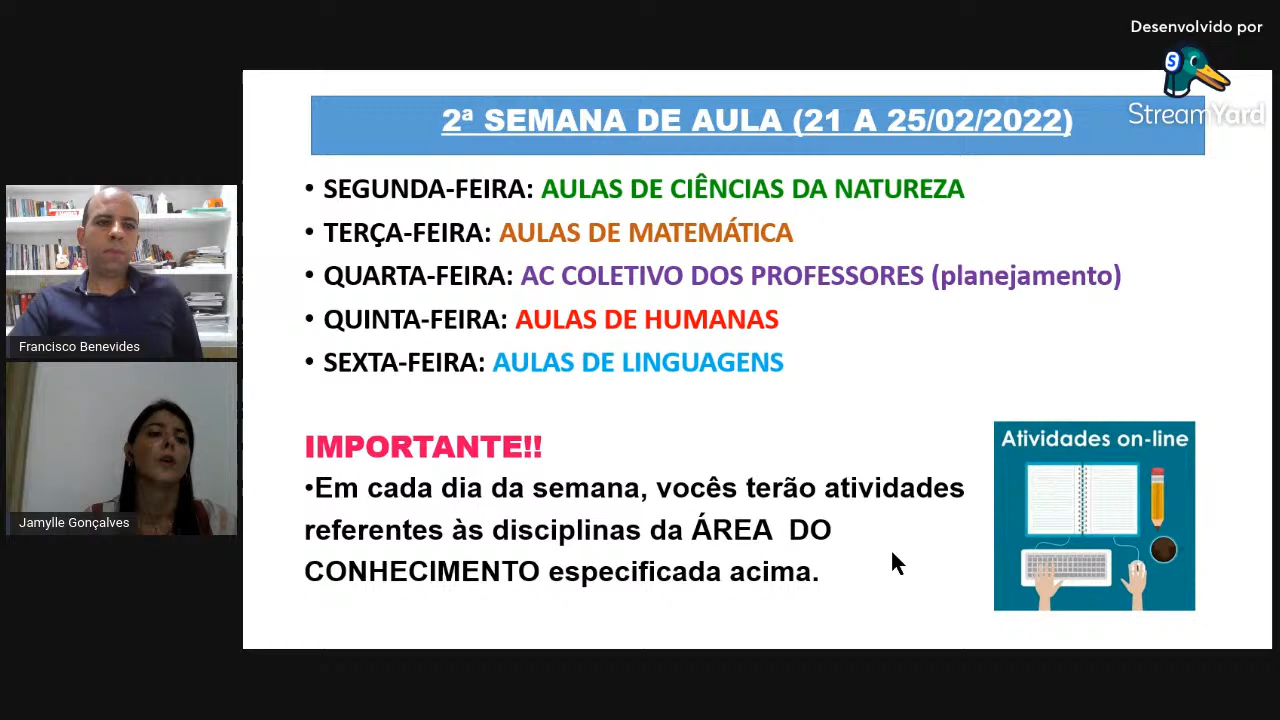 Desenvolvido por
S
StreamYard
2ª SEMANA DE AULA (21 A 25/02/2022)
• SEGUNDA-FEIRA: AULAS DE CIÊNCIAS DA NATUREZA
• TERÇA-FEIRA: AULAS DE MATEMÁTICA
• QUARTA-FEIRA: AC COLETIVO DOS PROFESSORES (planejamento)
• QUINTA-FEIRA: AULAS DE HUMANAS
• SEXTA-FEIRA: AULAS DE LINGUAGENS
Francisco Benevides
Jamylle Gonçalves
IMPORTANTE!!
•Em cada dia da semana, vocês terão atividades
referentes às disciplinas da ÁREA DO
CONHECIMENTO especificada acima.
Atividades on-line